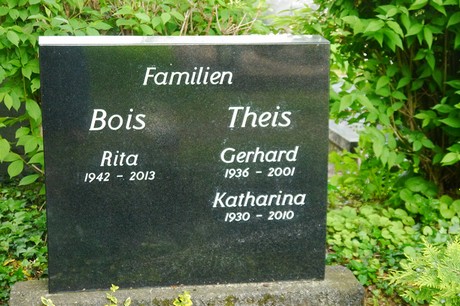 Familien
Bois Theis
Rita
1942 - 2013
Gerhard
1936 - 2001
Katharina
1930 - 2010